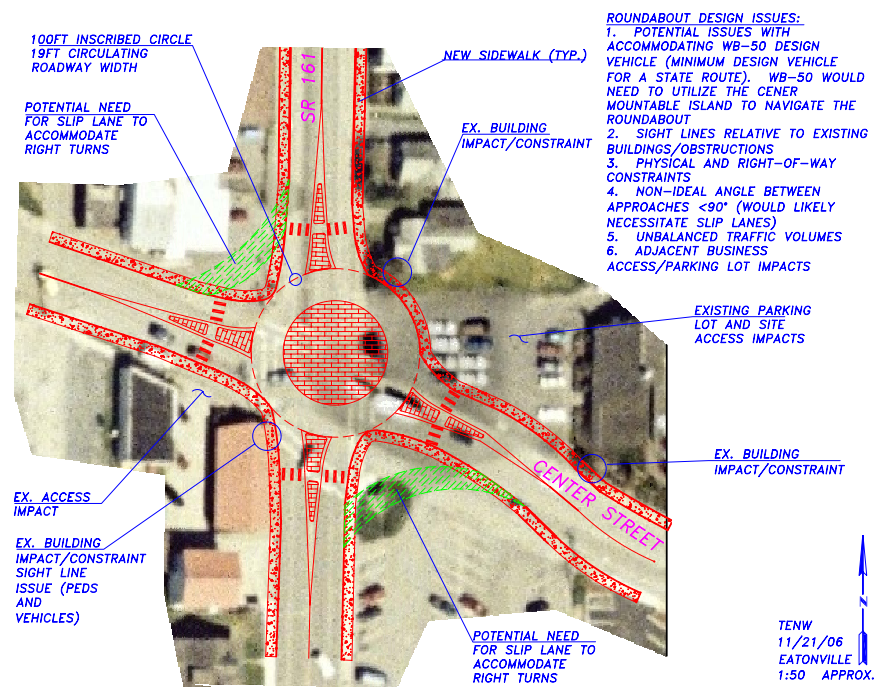 100FT INSCRIBED CIRCLE
19FT CIRCULATING
ROADWAY WIDTH
POTENTIAL NEED
FOR SLIP LANE TO
ACCOMMODATE
RIGHT TURNS
SR 161
NEW SIDEWALK (TYP.)
EX. BUILDING
IMPACT/CONSTRAINT
ROUNDABOUT DESIGN ISSUES:
1. POTENTIAL ISSUES WITH
ACCOMMODATING WB-50 DESIGN
VEHICLE (MINIMUM DESIGN VEHICLE
FOR A STATE ROUTE). WB-50 WOULD
NEED TO UTILIZE THE CENER
MOUNTABLE ISLAND TO NAVIGATE THE
ROUNDABOUT
2. SIGHT LINES RELATIVE TO EXISTING
BUILDINGS/OBSTRUCTIONS
3. PHYSICAL AND RIGHT-OF-WAY
CONSTRAINTS
4. NON-IDEAL ANGLE BETWEEN
APPROACHES <90° (WOULD LIKELY
NECESSITATE SLIP LANES)
5. UNBALANCED TRAFFIC VOLUMES
6. ADJACENT BUSINESS
ACCESS/PARKING LOT IMPACTS
EXISTING PARKING
LOT AND SITE
ACCESS IMPACTS
EX. BUILDING
IMPACT/CONSTRAINT
CENTER STREET
EX. ACCESS
IMPACT
EX. BUILDING
IMPACT/CONSTRAINT
SIGHT LINE
ISSUE (PEDS
AND
VEHICLES)
POTENTIAL NEED
FOR SLIP LANE TO
ACCOMMODATE
RIGHT TURNS
N
TENW
11/21/06
EATONVILLE
1:50 APPROX.